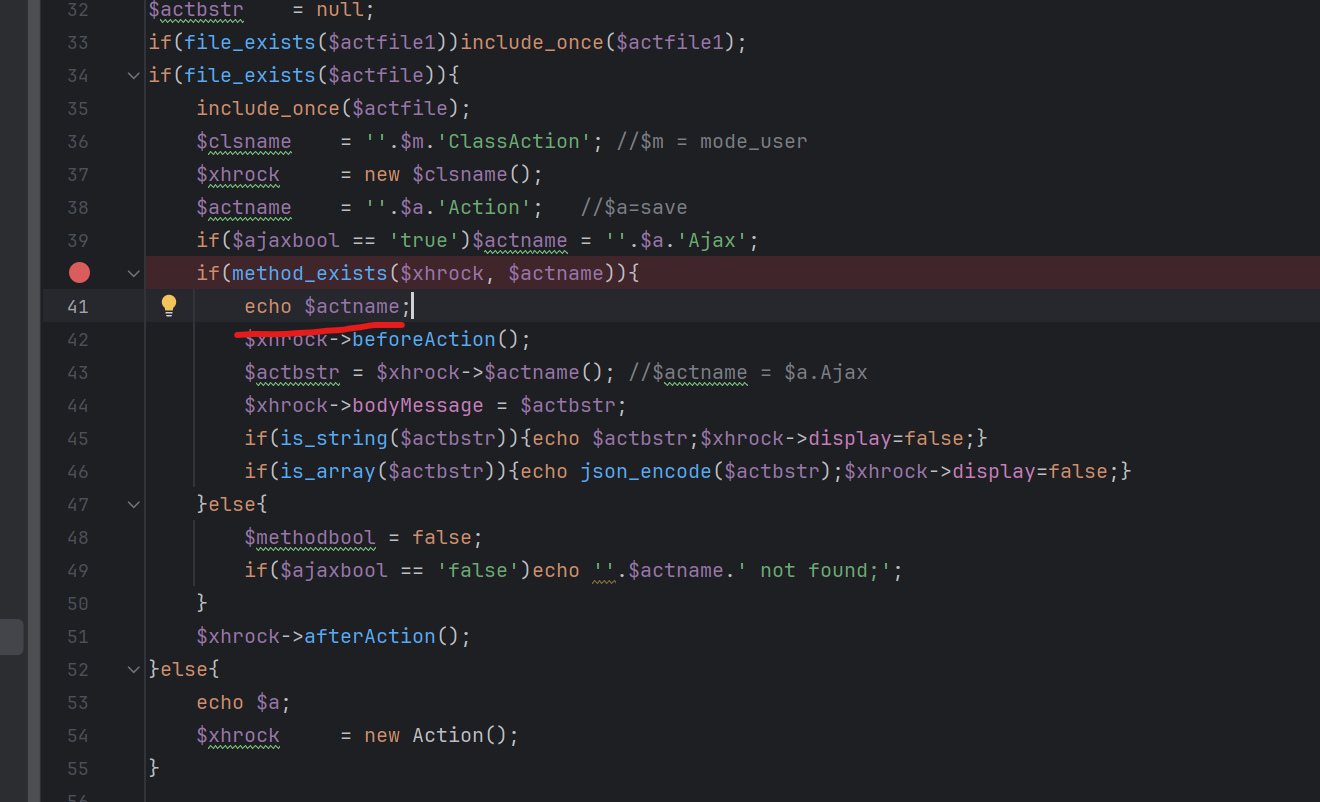 32 $actbstr    = null;
33 if(file_exists($actfile1))include_once($actfile1);
34 if(file_exists($actfile)){
35     include_once($actfile);
36     $clsname    = ''.$m.'ClassAction'; //$m = mode_user
37     $xhrock     = new $clsname();
38     $actname    = ''.$a.'Action';   //$a=save
39     if($ajaxbool == 'true')$actname = ''.$a.'Ajax';
    if(method_exists($xhrock, $actname)){
41         echo $actname;
42         $xhrock->beforeAction();
43         $actbstr = $xhrock->$actname(); //$actname = $a.Ajax
44         $xhrock->bodyMessage = $actbstr;
45         if(is_string($actbstr)){echo $actbstr;$xhrock->display=false;}
46         if(is_array($actbstr)){echo json_encode($actbstr);$xhrock->display=false;}
47     }else{
48         $methodbool = false;
49         if($ajaxbool == 'false')echo ''.$actname.' not found;';
50     }
51     $xhrock->afterAction();
52 }else{
53     echo $a;
54     $xhrock     = new Action();
55 }
56